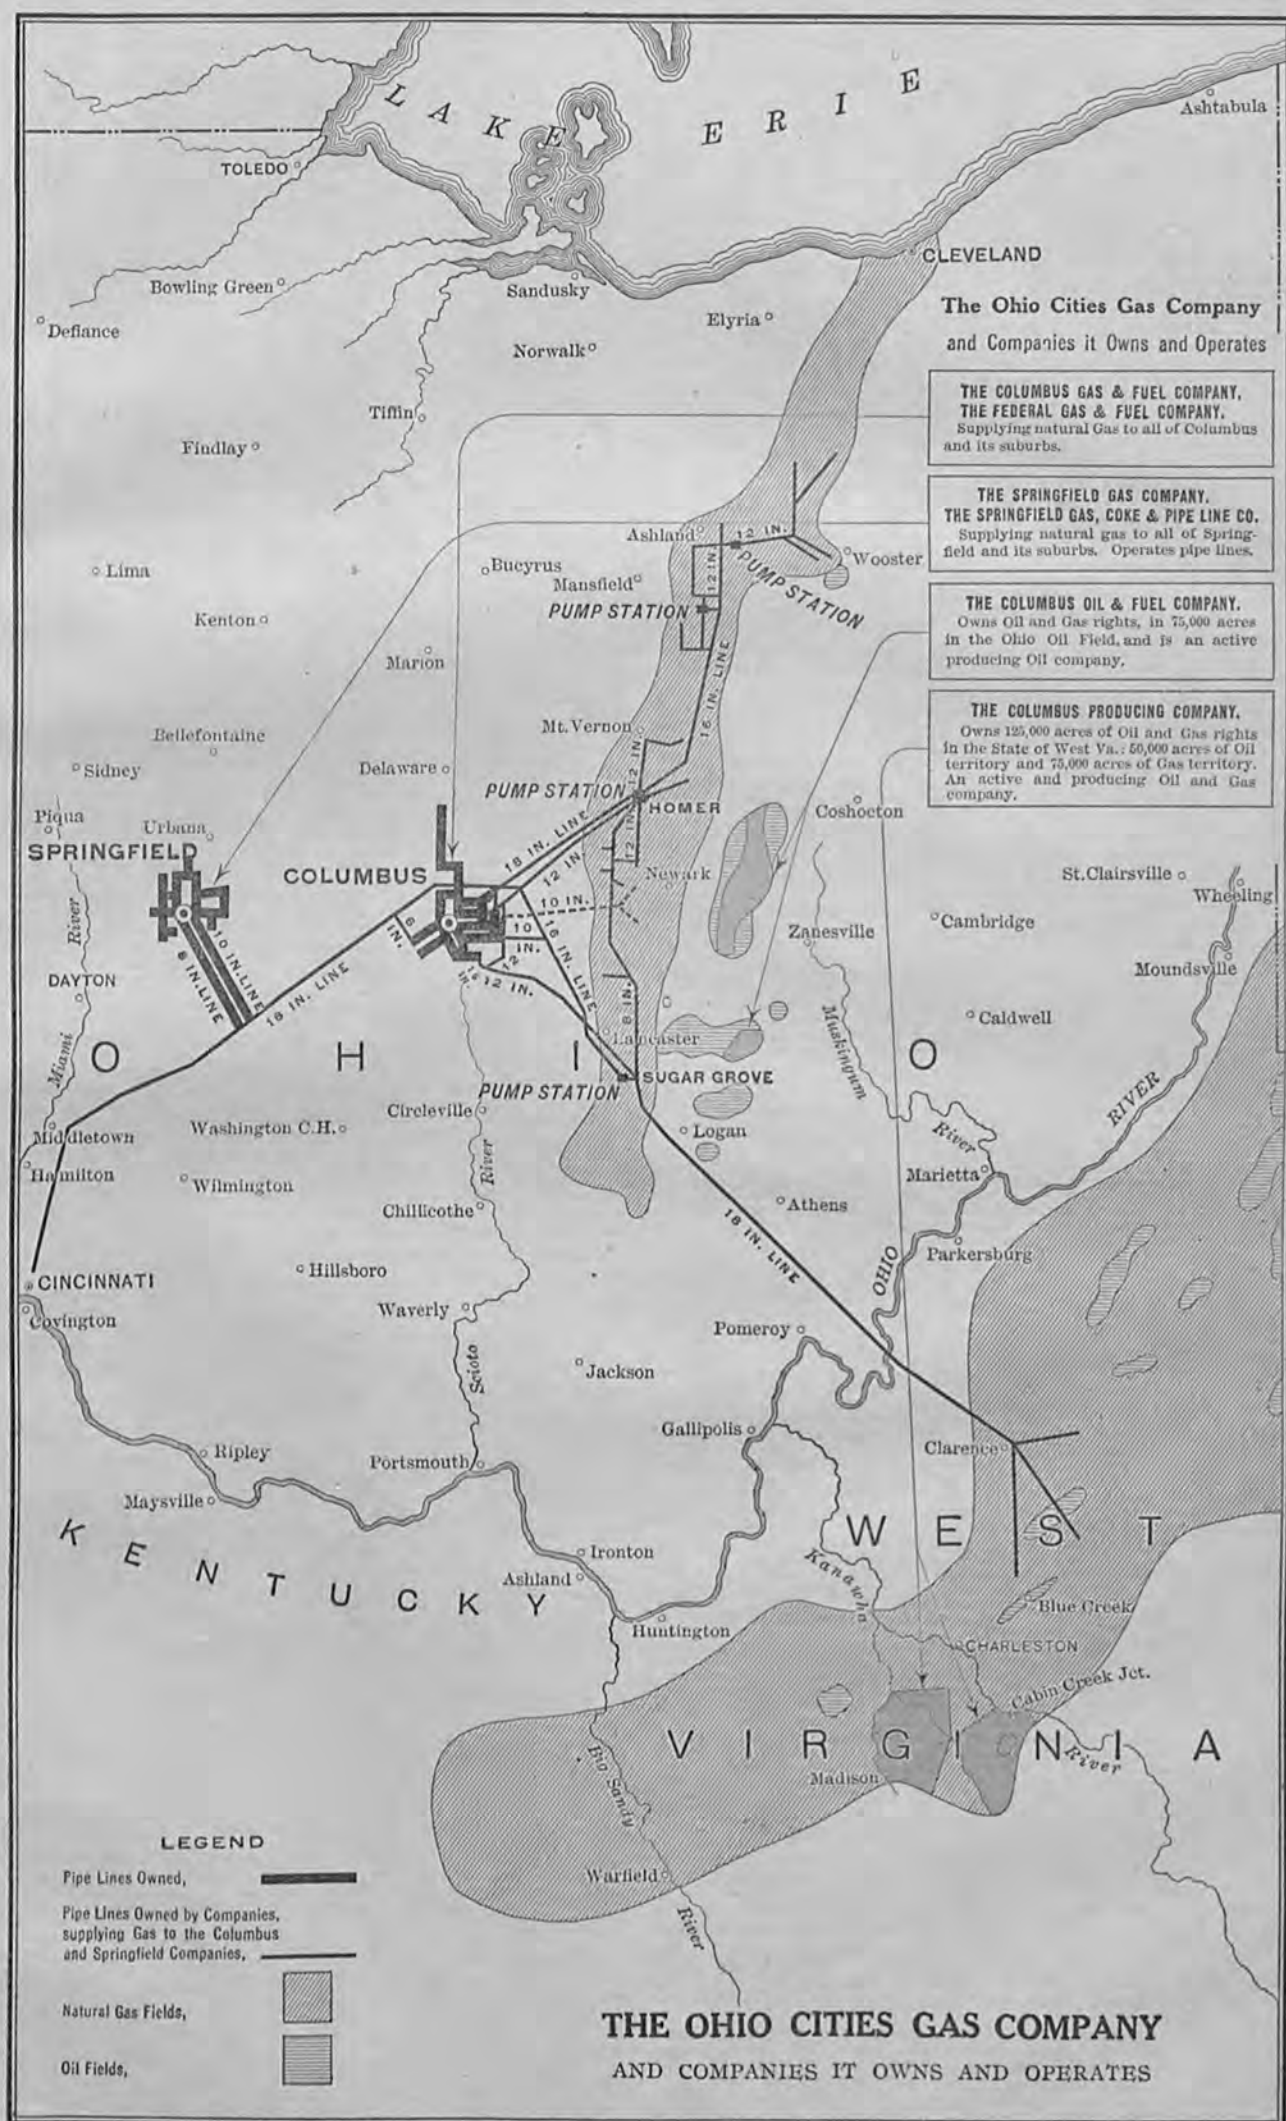 LAKE ERIE
Ashtabula
TOLEDO
CLEVELAND
Bowling Green
Sandusky
Defiance
Elyria
Norwalk
The Ohio Cities Gas Company
and Companies it Owns and Operates
THE COLUMBUS GAS & FUEL COMPANY.
THE FEDERAL GAS & FUEL COMPANY.
Supplying natural Gas to all of Columbus
and its suburbs.
Tiffin
Findlay
THE SPRINGFIELD GAS COMPANY.
THE SPRINGFIELD GAS, COKE & PIPE LINE CO.
Supplying natural gas to all of Spring-
field and its suburbs. Operates pipe lines.
Ashland
12 IN.
Wooster
Lima
Bucyrus
Mansfield
12 IN.
PUMP STATION
PUMP STATION
THE COLUMBUS OIL & FUEL COMPANY.
Owns Oil and Gas rights, in 75,000 acres
in the Ohio Oil Field, and is an active
producing Oil company.
Kenton
Marion
16 IN. LINE
THE COLUMBUS PRODUCING COMPANY.
Owns 125,000 acres of Oil and Gas rights
in the State of West Va.: 50,000 acres of Oil
territory and 75,000 acres of Gas territory.
An active and producing Oil and Gas
company.
Mt. Vernon
Bellefontaine
Sidney
Delaware
12 IN.
PUMP STATION
HOMER
Coshocton
Piqua
Urbana
SPRINGFIELD
COLUMBUS
18 IN. LINE
12 IN.
12 IN.
Newark
St. Clairsville
Wheeling
10 IN.
Cambridge
Zanesville
River
6 IN.
10 IN.
16 IN. LINE
12
12 IN.
10 IN. LINE
8 IN. LINE
18 IN. LINE
Moundsville
DAYTON
8 IN.
Caldwell
Muskingum
Lancaster
OHIO
Miami
PUMP STATION
SUGAR GROVE
RIVER
Circleville
Middletown
Washington C.H.
Logan
River
Hamilton
Wilmington
River
Marietta
Chillicothe
Athens
18 IN. LINE
Parkersburg
OHIO
Hillsboro
CINCINNATI
Covington
Waverly
Pomeroy
Scioto
Jackson
Gallipolis
Clarence
Ripley
Portsmouth
Maysville
WEST
KENTUCKY
Ironton
Ashland
Kanawha
Blue Creek
Huntington
CHARLESTON
Cabin Creek Jct.
VIRGINIA
River
Madison
Big Sandy
Warfield
River
LEGEND
Pipe Lines Owned,
Pipe Lines Owned by Companies,
supplying Gas to the Columbus
and Springfield Companies,
Natural Gas Fields,
Oil Fields,
THE OHIO CITIES GAS COMPANY
AND COMPANIES IT OWNS AND OPERATES